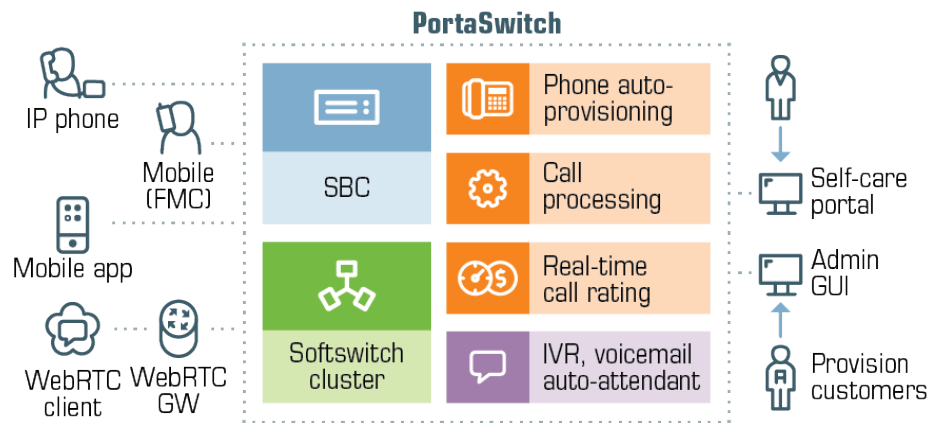 PortaSwitch
IP phone
Mobile
(FMC)
Mobile app
WebRTC
client
WebRTC
GW
SBC
Softswitch
cluster
Phone auto-
provisioning
Call
processing
Real-time
call rating
$
IVR, voicemail
auto-attendant
Self-care
portal
Admin
GUI
A
Provision
customers